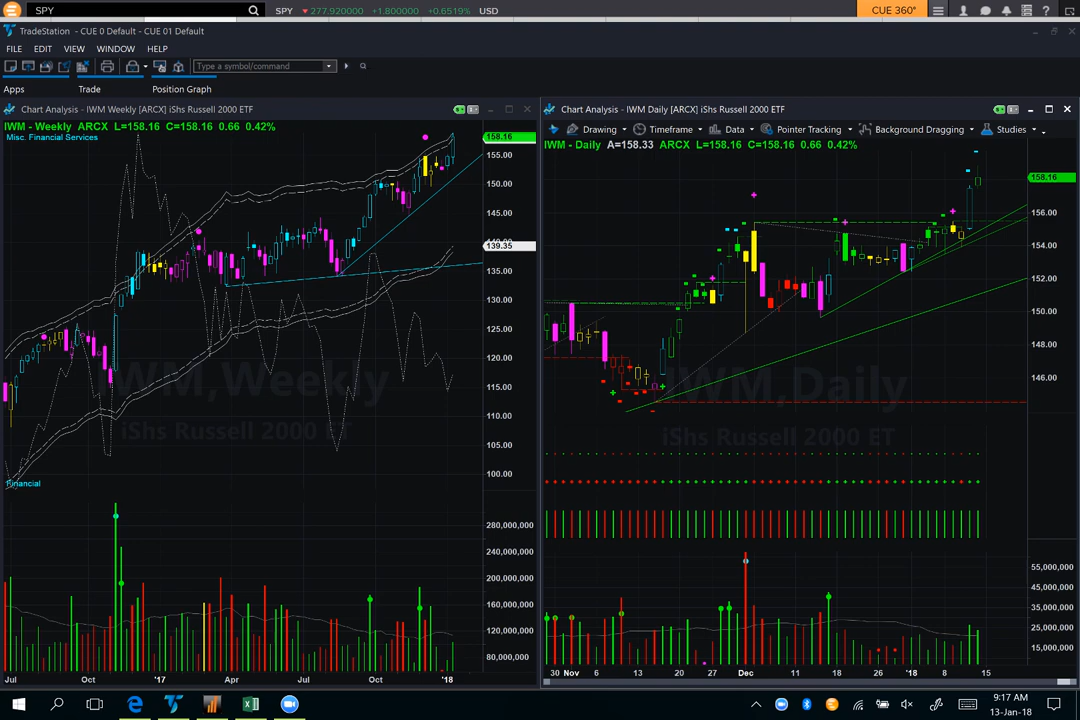 SPY
SPY 277.920000 +1.800000 +0.6519% USD
CUE 360°
TradeStation - CUE 0 Default - CUE 01 Default
FILE EDIT VIEW WINDOW HELP
Type a symbol/command
Apps Trade Position Graph
Chart Analysis - IWM Weekly [ARCX] iShs Russell 2000 ETF
IWM - Weekly ARCX L=158.16 C=158.16 0.66 0.42%
Misc. Financial Services
158.16
155.00
150.00
145.00
139.35
135.00
130.00
125.00
120.00
115.00
110.00
105.00
100.00
IWM,Weekly
iShs Russell 2000 ET
Financial
280,000,000
240,000,000
200,000,000
160,000,000
120,000,000
80,000,000
Jul Oct '17 Apr Jul Oct '18
Chart Analysis - IWM Daily [ARCX] iShs Russell 2000 ETF
Drawing Timeframe Data Pointer Tracking Background Dragging Studies
IWM - Daily A=158.33 ARCX L=158.16 C=158.16 0.66 0.42%
158.16
156.00
154.00
152.00
150.00
148.00
146.00
IWM,Daily
iShs Russell 2000 ET
55,000,000
45,000,000
35,000,000
25,000,000
15,000,000
30 Nov 6 13 20 27 Dec 11 18 26 '18 8 15
9:17 AM
13-Jan-18